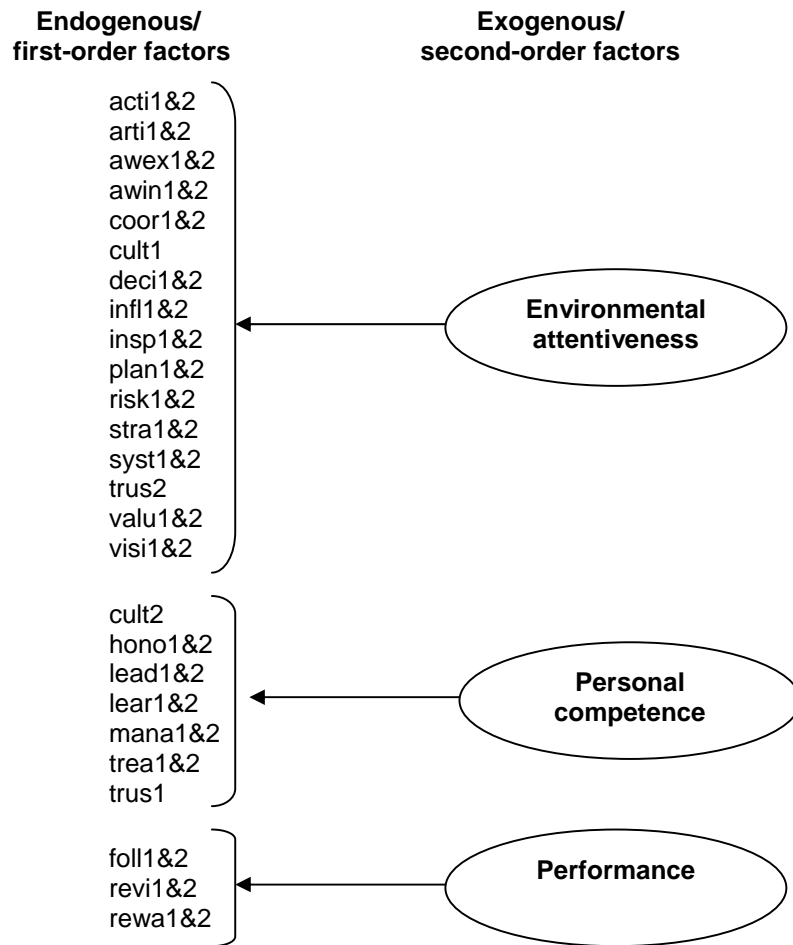 Endogenous/
first-order factors
Exogenous/
second-order factors
acti1&2
arti1&2
awex1&2
awin1&2
coor1&2
cult1
deci1&2
infl1&2
insp1&2
plan1&2
risk1&2
stra1&2
syst1&2
trus2
valu1&2
visi1&2
Environmental
attentiveness
cult2
hono1&2
lead1&2
lear1&2
mana1&2
trea1&2
trus1
Personal
competence
foll1&2
revi1&2
rewa1&2
Performance